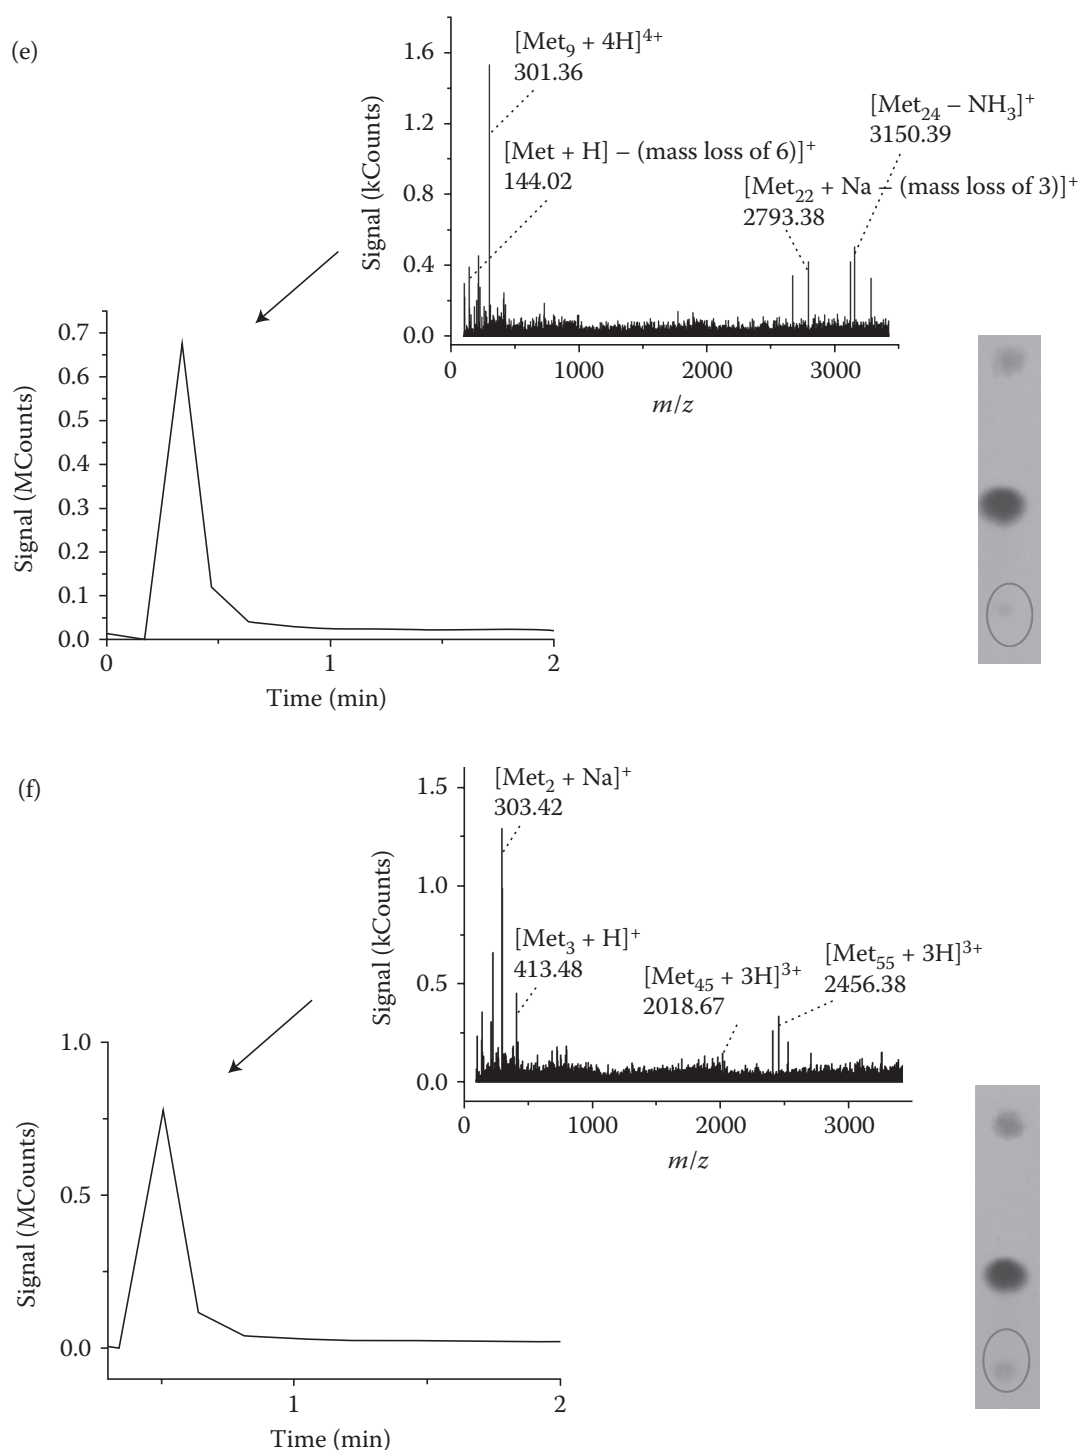 (e)
[Met₉ + 4H]⁴⁺
301.36
[Met + H] – (mass loss of 6)]⁺
144.02
[Met₂₄ – NH₃]⁺
3150.39
[Met₂₂ + Na – (mass loss of 3)]⁺
2793.38
Signal (kCounts)
1.6
1.2
0.8
0.4
0.0
0 1000 2000 3000
m/z
Signal (MCounts)
0.7
0.6
0.5
0.4
0.3
0.2
0.1
0.0
0 1 2
Time (min)
(f)
[Met₂ + Na]⁺
303.42
[Met₃ + H]⁺
413.48
[Met₄₅ + 3H]³⁺
2018.67
[Met₅₅ + 3H]³⁺
2456.38
Signal (kCounts)
1.5
1.0
0.5
0.0
0 1000 2000 3000
m/z
Signal (MCounts)
1.0
0.5
0.0
1 2
Time (min)